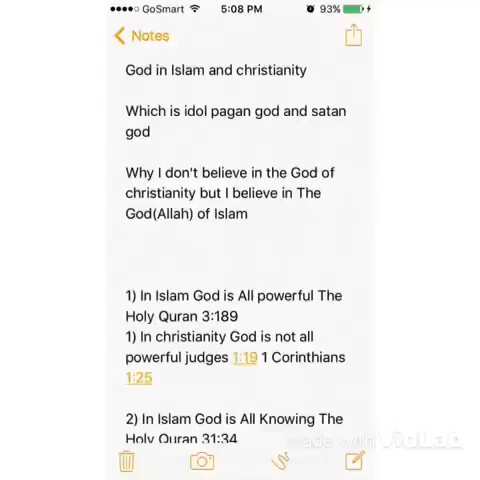 GoSmart 5:08 PM 93%
Notes
God in Islam and christianity
Which is idol pagan god and satan
god
Why I don't believe in the God of
christianity but I believe in The
God(Allah) of Islam
1) In Islam God is All powerful The
Holy Quran 3:189
1) In christianity God is not all
powerful judges 1:19 1 Corinthians
1:25
2) In Islam God is All Knowing The
Holy Quran 31:34
Made with VidLab